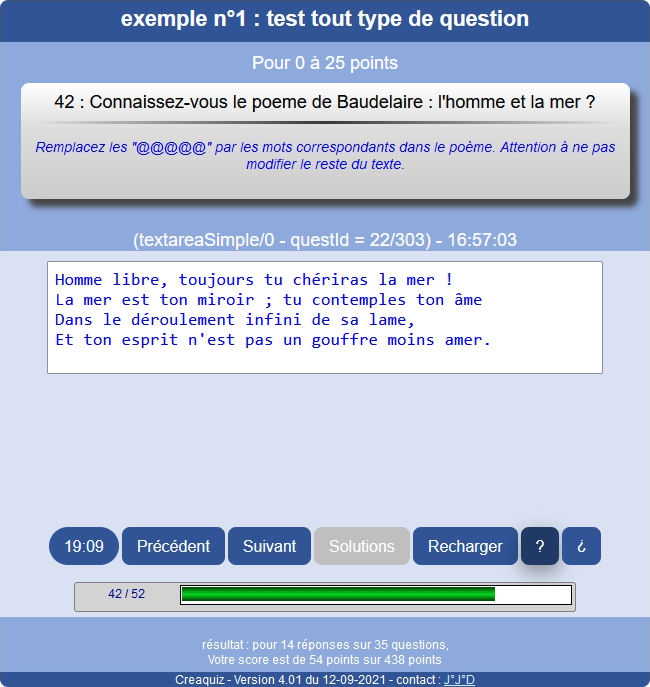 exemple n°1 : test tout type de question
Pour 0 à 25 points
42 : Connaissez-vous le poeme de Baudelaire : l'homme et la mer ?
Remplacez les "@@@@@" par les mots correspondants dans le poème. Attention à ne pas
modifier le reste du texte.
(textareaSimple/0 - questId = 22/303) - 16:57:03
Homme libre, toujours tu chériras la mer !
La mer est ton miroir ; tu contemples ton âme
Dans le déroulement infini de sa lame,
Et ton esprit n'est pas un gouffre moins amer.
19:09 Précédent Suivant Solutions Recharger ? ¿
42 / 52
résultat : pour 14 réponses sur 35 questions,
Votre score est de 54 points sur 438 points
Creaquiz - Version 4.01 du 12-09-2021 - contact : J°J°D